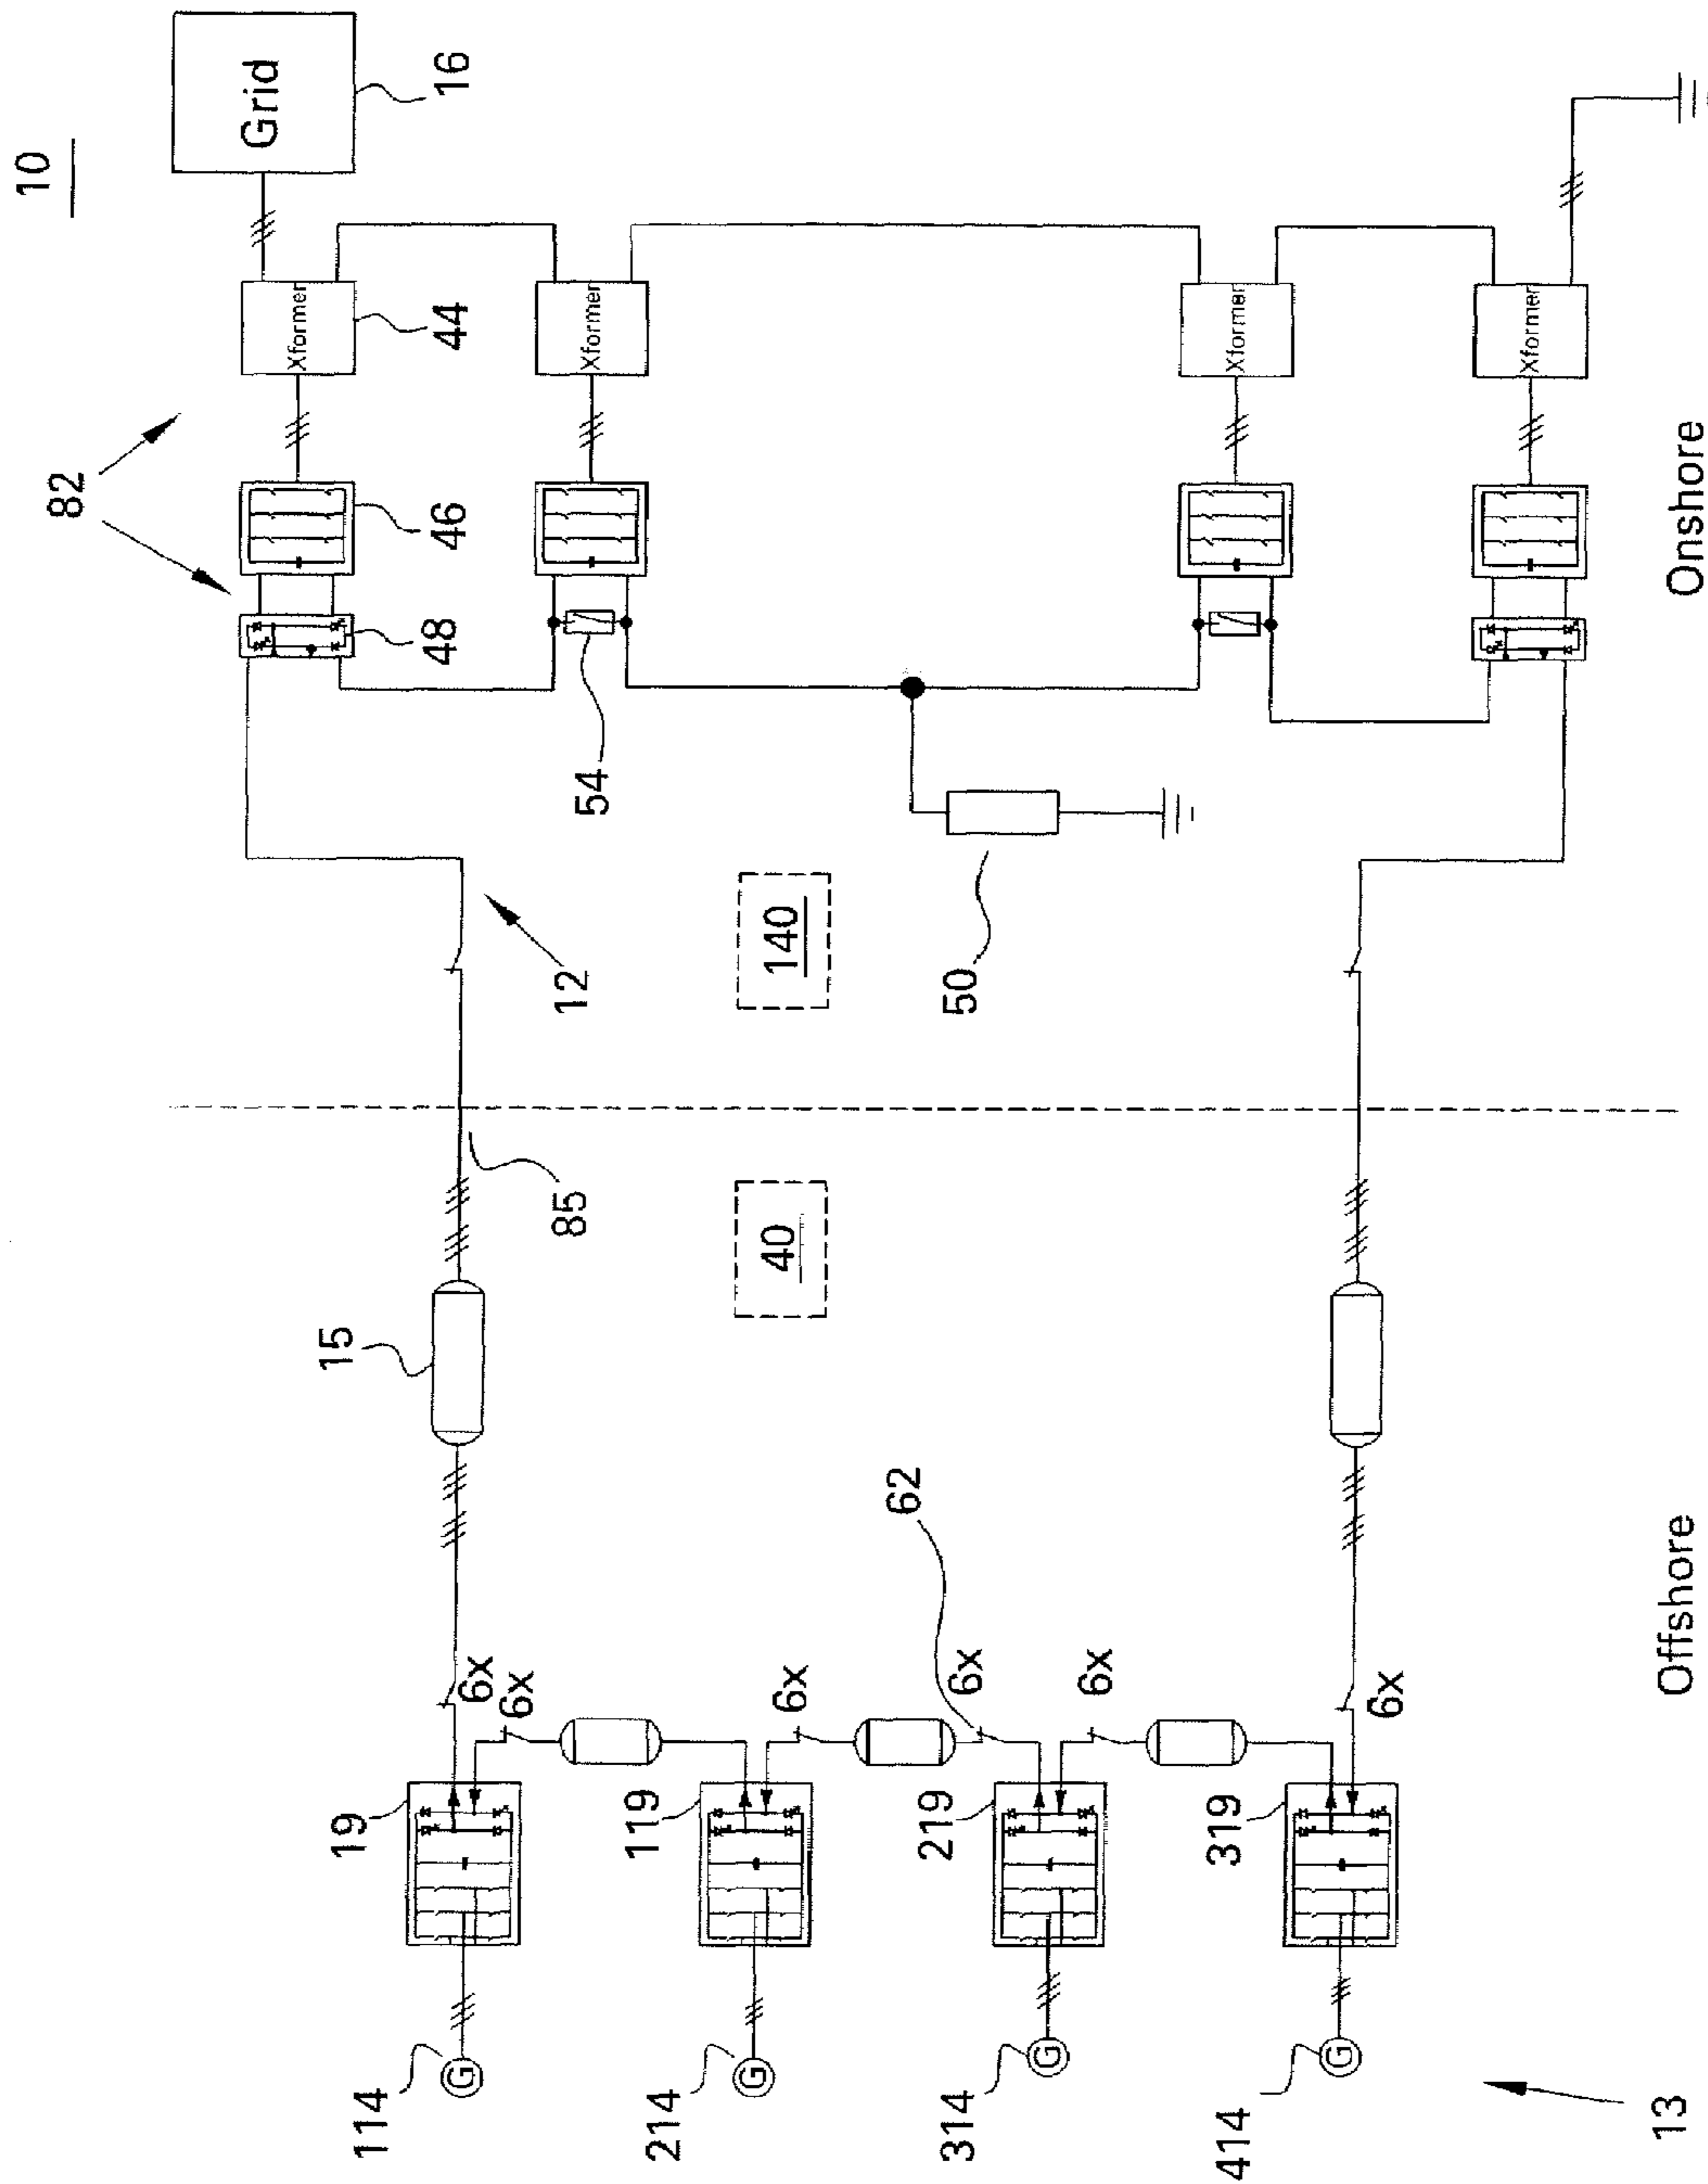 10
Grid
16
82
Xformer
Xformer
Xformer
Xformer
44
46
48
54
50
12
140
85
40
15
62
6x
6x
6x
6x
6x
6x
19
119
219
319
G
G
G
G
114
214
314
414
13
Offshore
Onshore